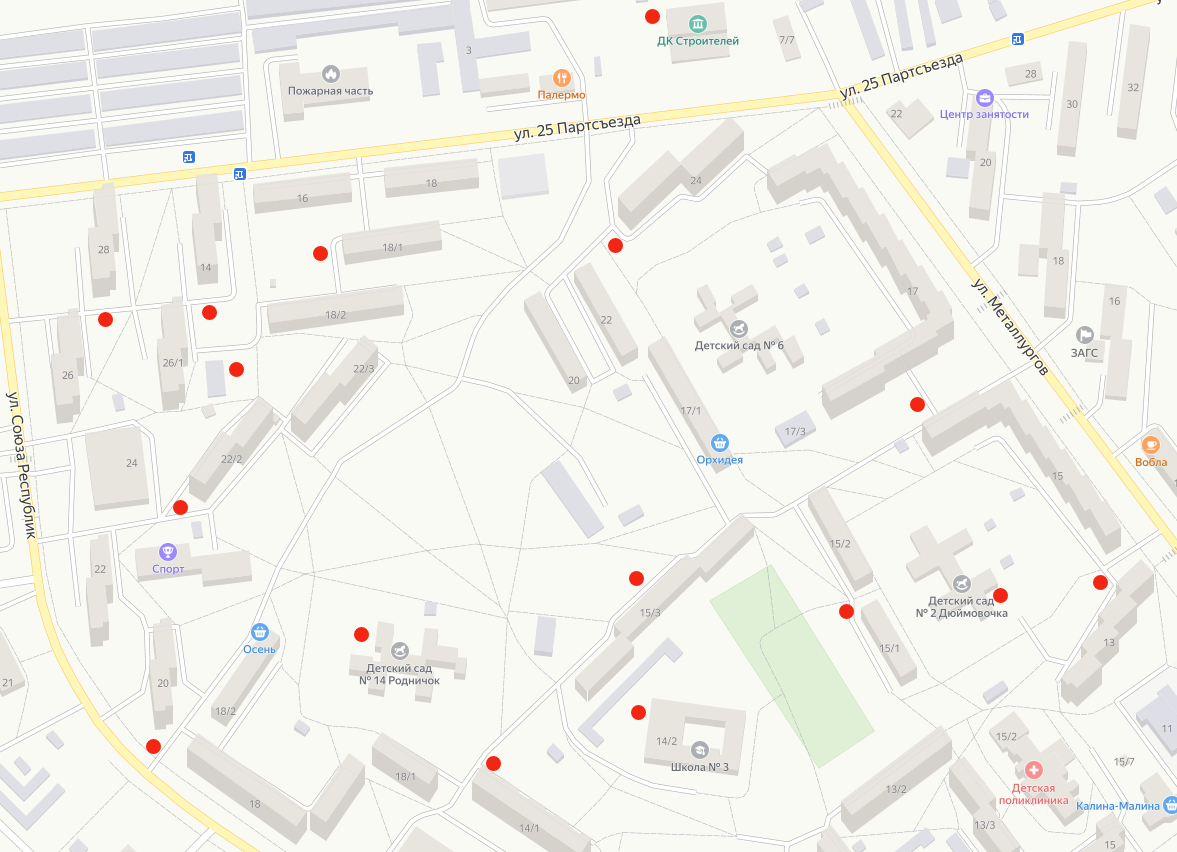 ДК Строителей
7/7
3
Пожарная часть
Палермо
ул. 25 Партсъезда
ул. 25 Партсъезда
28
30
32
22
Центр занятости
20
16
18
24
28
14
18/1
18/2
22
20
17
18
16
ул. Металлургов
ЗАГС
Детский сад № 6
26
26/1
22/3
17/1
17/3
Орхидея
Вобла
1
ул. Союза Республик
24
22/2
15
15/2
Спорт
22
Детский сад
№ 2 Дюймовочка
15/3
15/1
13
Осень
Детский сад
№ 14 Родничок
21
20
18/2
14/2
Школа № 3
15/2
11
15/7
18/1
18
13/2
Детская
поликлиника
Калина-Малина
14/1
13/3
15